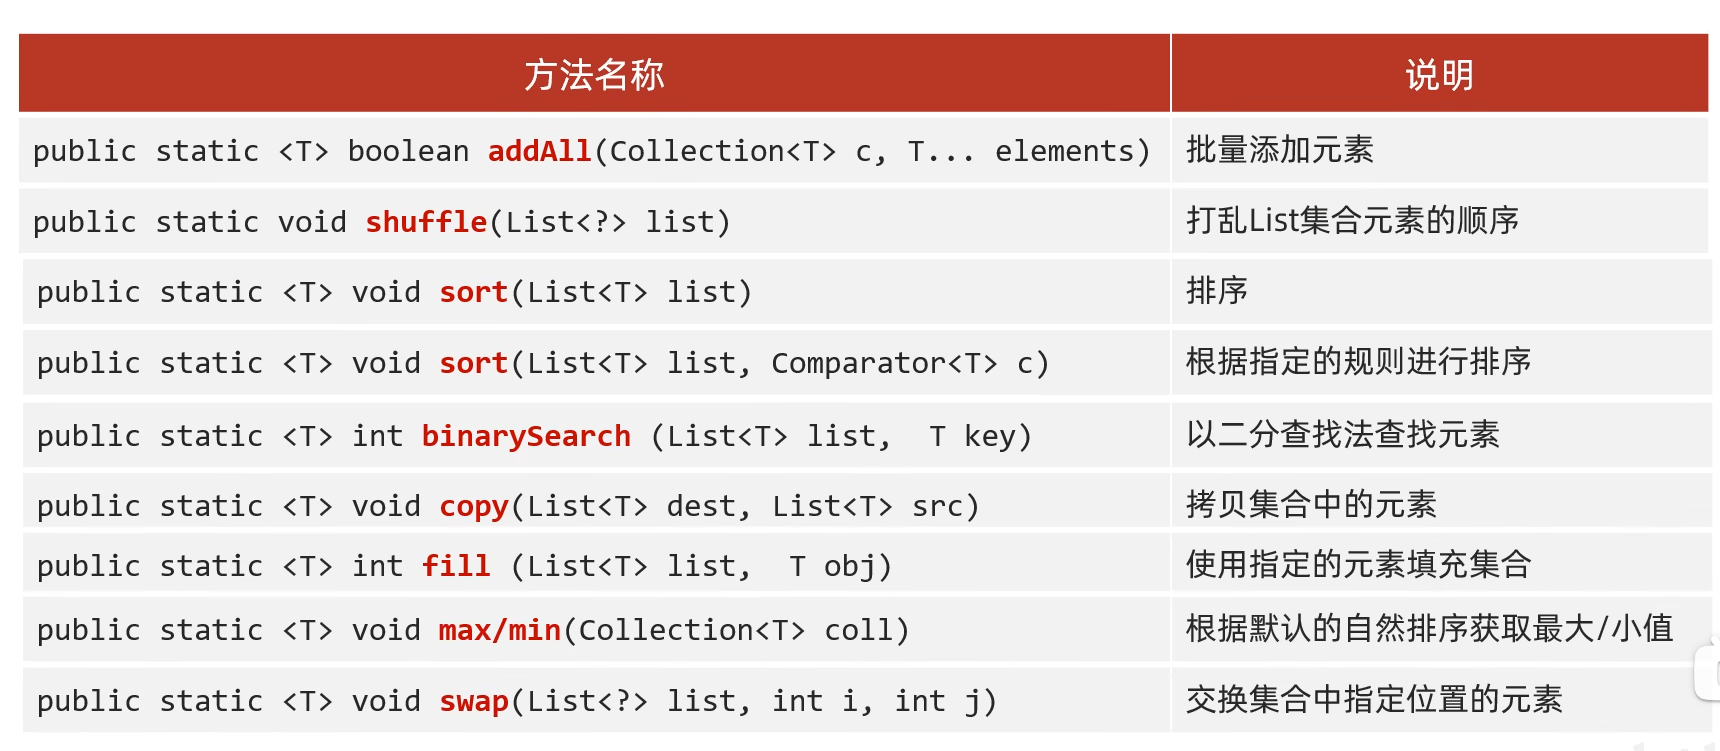 方法名称 说明
public static <T> boolean addAll(Collection<T> c, T... elements) 批量添加元素
public static void shuffle(List<?> list) 打乱List集合元素的顺序
public static <T> void sort(List<T> list) 排序
public static <T> void sort(List<T> list, Comparator<T> c) 根据指定的规则进行排序
public static <T> int binarySearch (List<T> list, T key) 以二分查找法查找元素
public static <T> void copy(List<T> dest, List<T> src) 拷贝集合中的元素
public static <T> int fill (List<T> list, T obj) 使用指定的元素填充集合
public static <T> void max/min(Collection<T> coll) 根据默认的自然排序获取最大/小值
public static <T> void swap(List<?> list, int i, int j) 交换集合中指定位置的元素